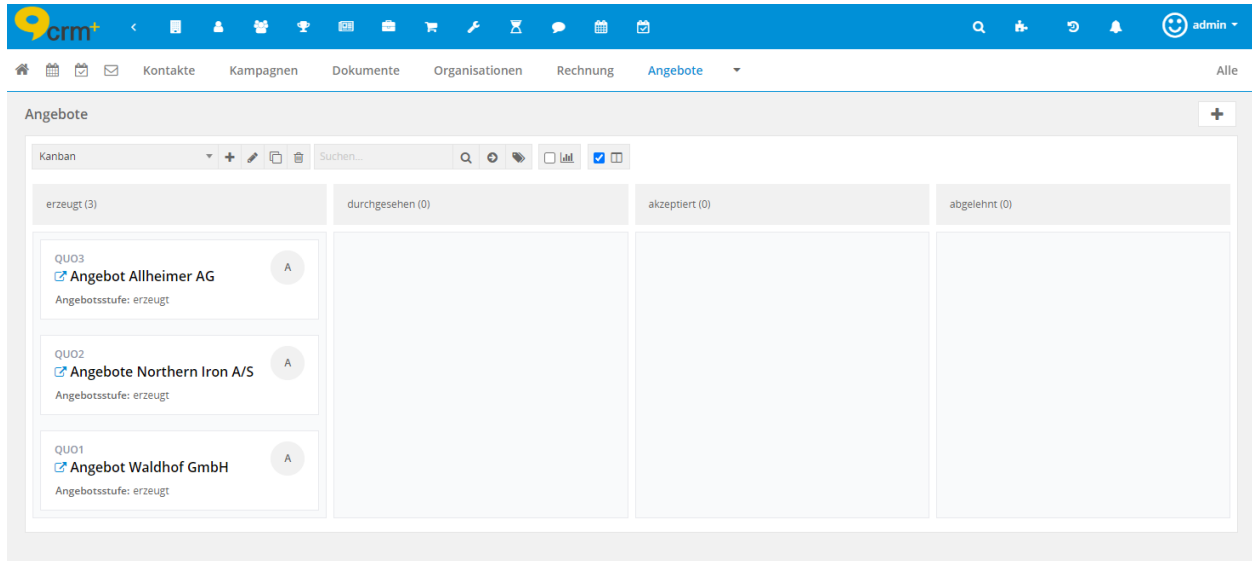 9crm+
admin
Kontakte Kampagnen Dokumente Organisationen Rechnung Angebote Alle
Angebote
Kanban Suchen...
erzeugt (3) durchgesehen (0) akzeptiert (0) abgelehnt (0)
QUO3
Angebot Allheimer AG A
Angebotsstufe: erzeugt
QUO2
Angebote Northern Iron A/S A
Angebotsstufe: erzeugt
QUO1
Angebot Waldhof GmbH A
Angebotsstufe: erzeugt